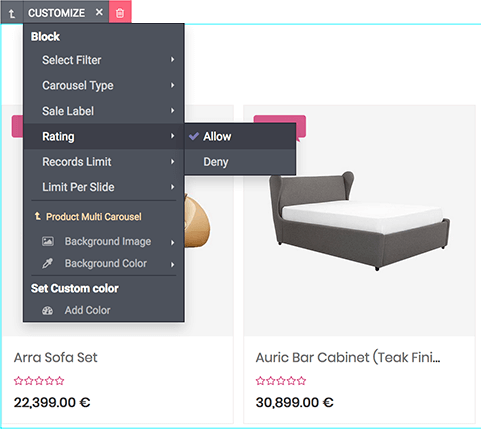 CUSTOMIZE
Block
Select Filter
Carousel Type
Sale Label
Rating
Allow
Records Limit
Deny
Limit Per Slide
Product Multi Carousel
Background Image
Background Color
Set Custom color
Add Color
Arra Sofa Set
Auric Bar Cabinet (Teak Fini...
22,399.00 €
30,899.00 €